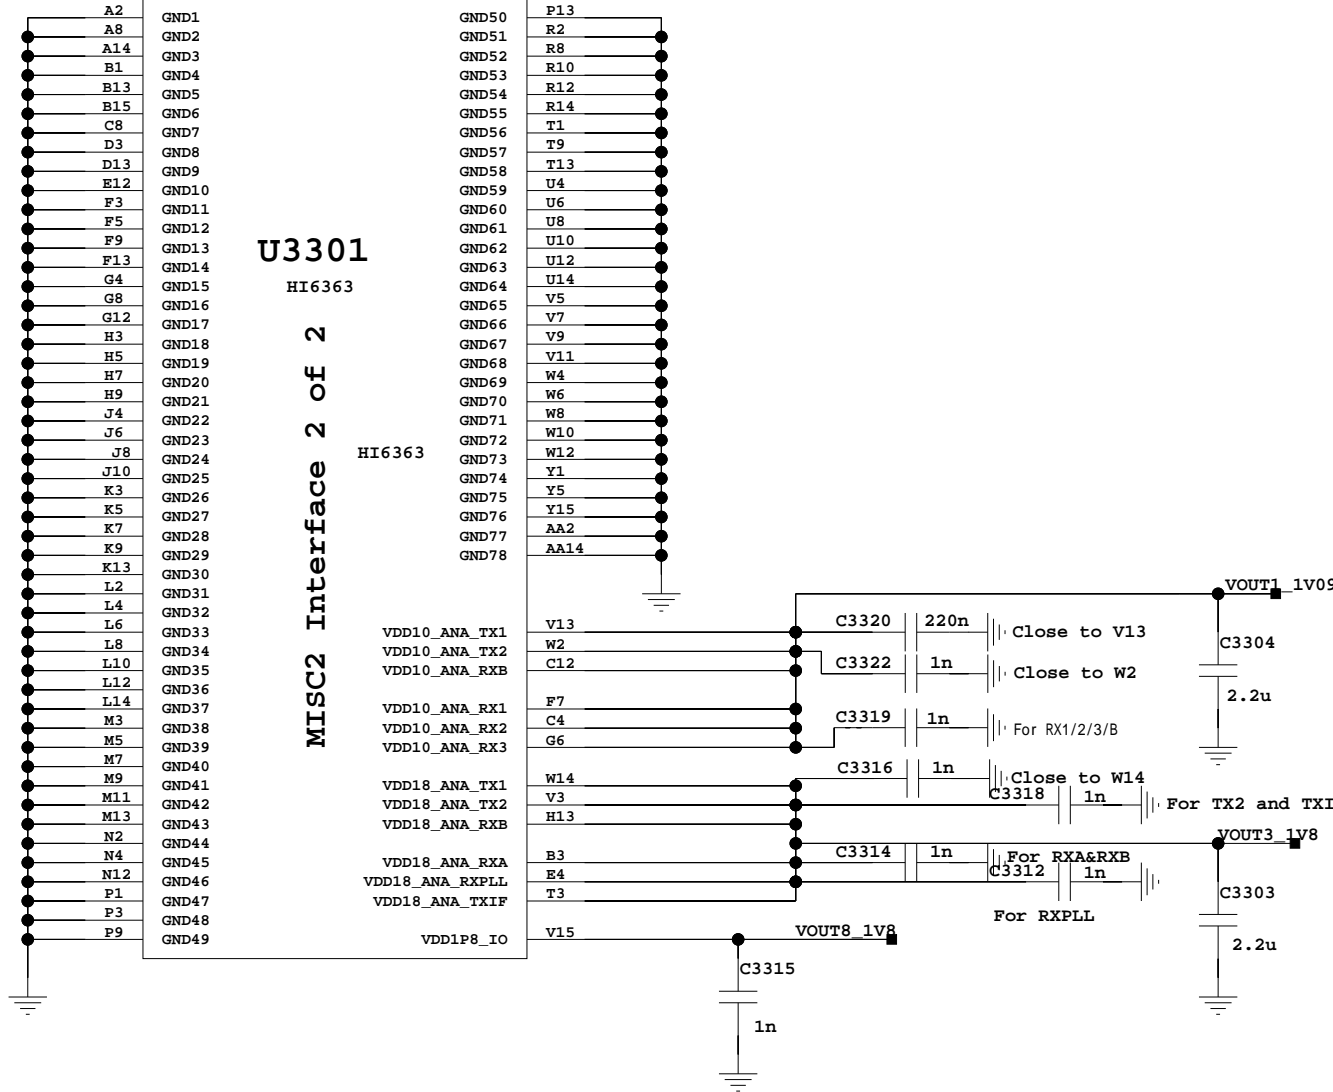 A2 GND1 GND50 P13
A8 GND2 GND51 R2
A14 GND3 GND52 R8
B1 GND4 GND53 R10
B13 GND5 GND54 R12
B15 GND6 GND55 R14
C8 GND7 GND56 T1
D3 GND8 GND57 T9
D13 GND9 GND58 T13
E12 GND10 GND59 U4
F3 GND11 GND60 U6
F5 GND12 GND61 U8
F9 GND13 GND62 U10
F13 GND14 GND63 U12
G4 GND15 GND64 U14
G8 GND16 GND65 V5
G12 GND17 GND66 V7
H3 GND18 GND67 V9
H5 GND19 GND68 V11
H7 GND20 GND69 W4
H9 GND21 GND70 W6
J4 GND22 GND71 W8
J6 GND23 GND72 W10
J8 GND24 GND73 W12
J10 GND25 GND74 Y1
K3 GND26 GND75 Y5
K5 GND27 GND76 Y15
K7 GND28 GND77 AA2
K9 GND29 GND78 AA14
K13 GND30
L2 GND31
L4 GND32
L6 GND33
L8 GND34
L10 GND35
L12 GND36
L14 GND37
M3 GND38
M5 GND39
M7 GND40
M9 GND41
M11 GND42
M13 GND43
N2 GND44
N4 GND45
N12 GND46
P1 GND47
P3 GND48
P9 GND49
U3301
HI6363
MISC2 Interface 2 of 2
HI6363
VDD10_ANA_TX1 V13
VDD10_ANA_TX2 W2
VDD10_ANA_RXB C12
VDD10_ANA_RX1 F7
VDD10_ANA_RX2 C4
VDD10_ANA_RX3 G6
VDD18_ANA_TX1 W14
VDD18_ANA_TX2 V3
VDD18_ANA_RXB H13
VDD18_ANA_RXA B3
VDD18_ANA_RXPLL E4
VDD18_ANA_TXIF T3
VDD1P8_IO V15
VOUT1_1V09
C3320 220n Close to V13
C3304
2.2u
C3322 1n Close to W2
C3319 1n For RX1/2/3/B
C3316 1n Close to W14
C3318 1n For TX2 and TXI
VOUT3_1V8
C3314 1n For RXA&RXB
C3312 1n
For RXPLL
C3303
2.2u
VOUT8_1V8
C3315
1n